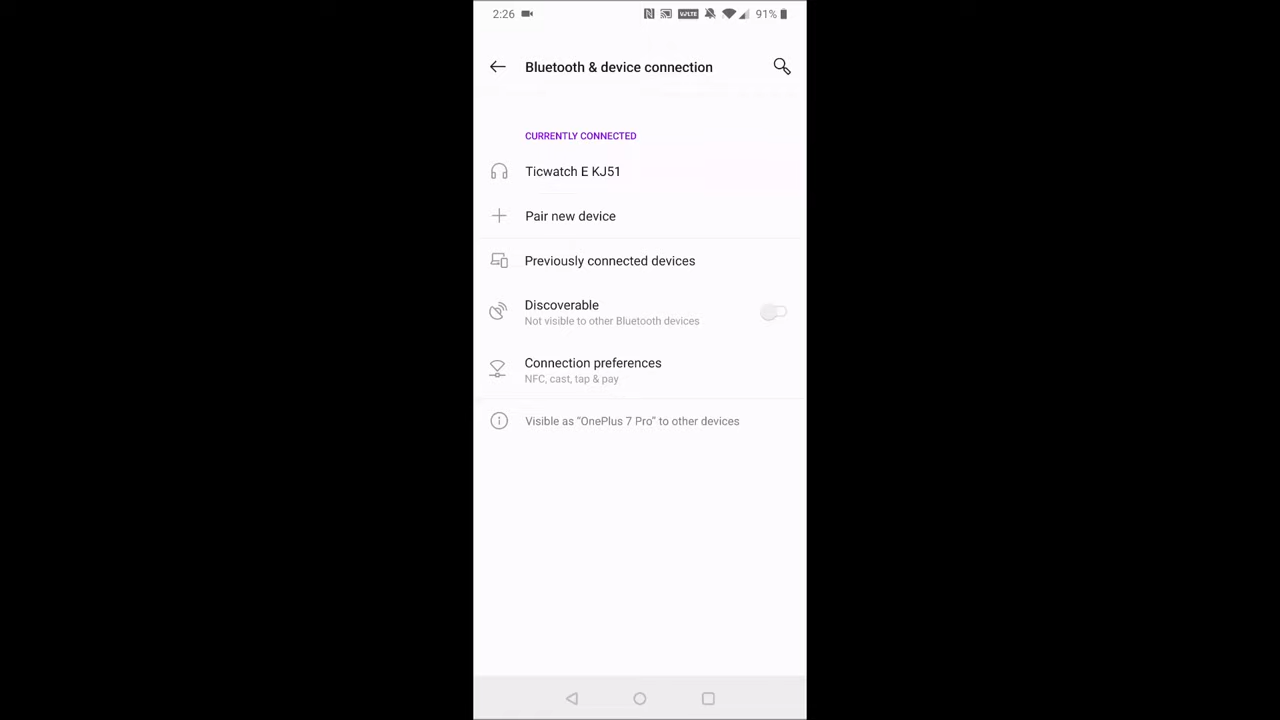 2:26 VoLTE 91%
Bluetooth & device connection
CURRENTLY CONNECTED
Ticwatch E KJ51
Pair new device
Previously connected devices
Discoverable
Not visible to other Bluetooth devices
Connection preferences
NFC, cast, tap & pay
Visible as “OnePlus 7 Pro” to other devices